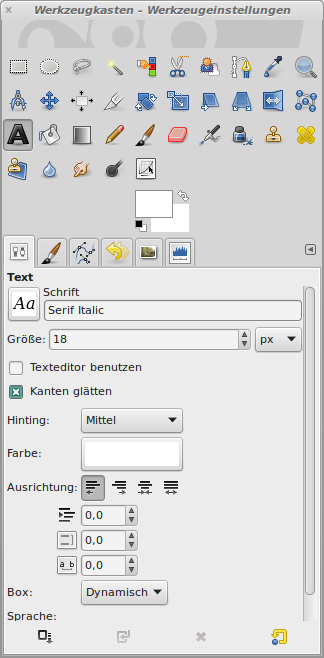 Werkzeugkasten - Werkzeugeinstellungen
A
Text
Aa
Schrift
Serif Italic
Größe:
18
px
Texteditor benutzen
Kanten glätten
Hinting:
Mittel
Farbe:
Ausrichtung:
0,0
0,0
a_b
0,0
Box:
Dynamisch
Sprache: